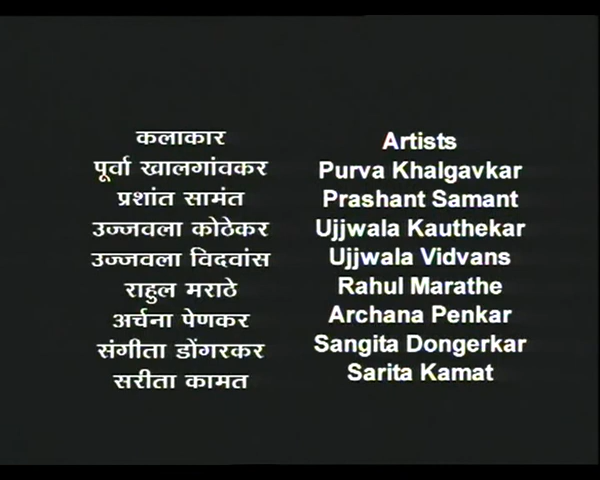 कलाकार
पूर्वा खालगांवकर
प्रशांत सामंत
उज्जवला कोठेकर
उज्जवला विदवांस
राहुल मराठे
अर्चना पेणकर
संगीता डोंगरकर
सरीता कामत
Artists
Purva Khalgavkar
Prashant Samant
Ujjwala Kauthekar
Ujjwala Vidvans
Rahul Marathe
Archana Penkar
Sangita Dongerkar
Sarita Kamat